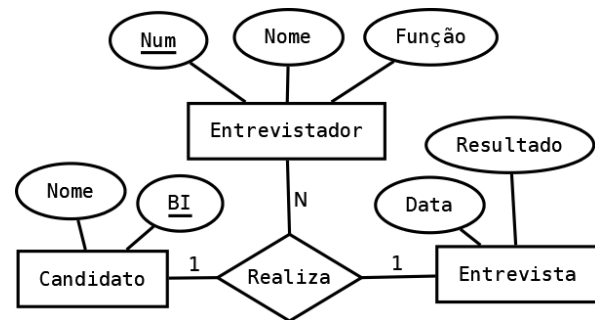 Num
Nome
Função
Entrevistador
Resultado
Nome
BI
N
Data
Candidato
1
Realiza
1
Entrevista